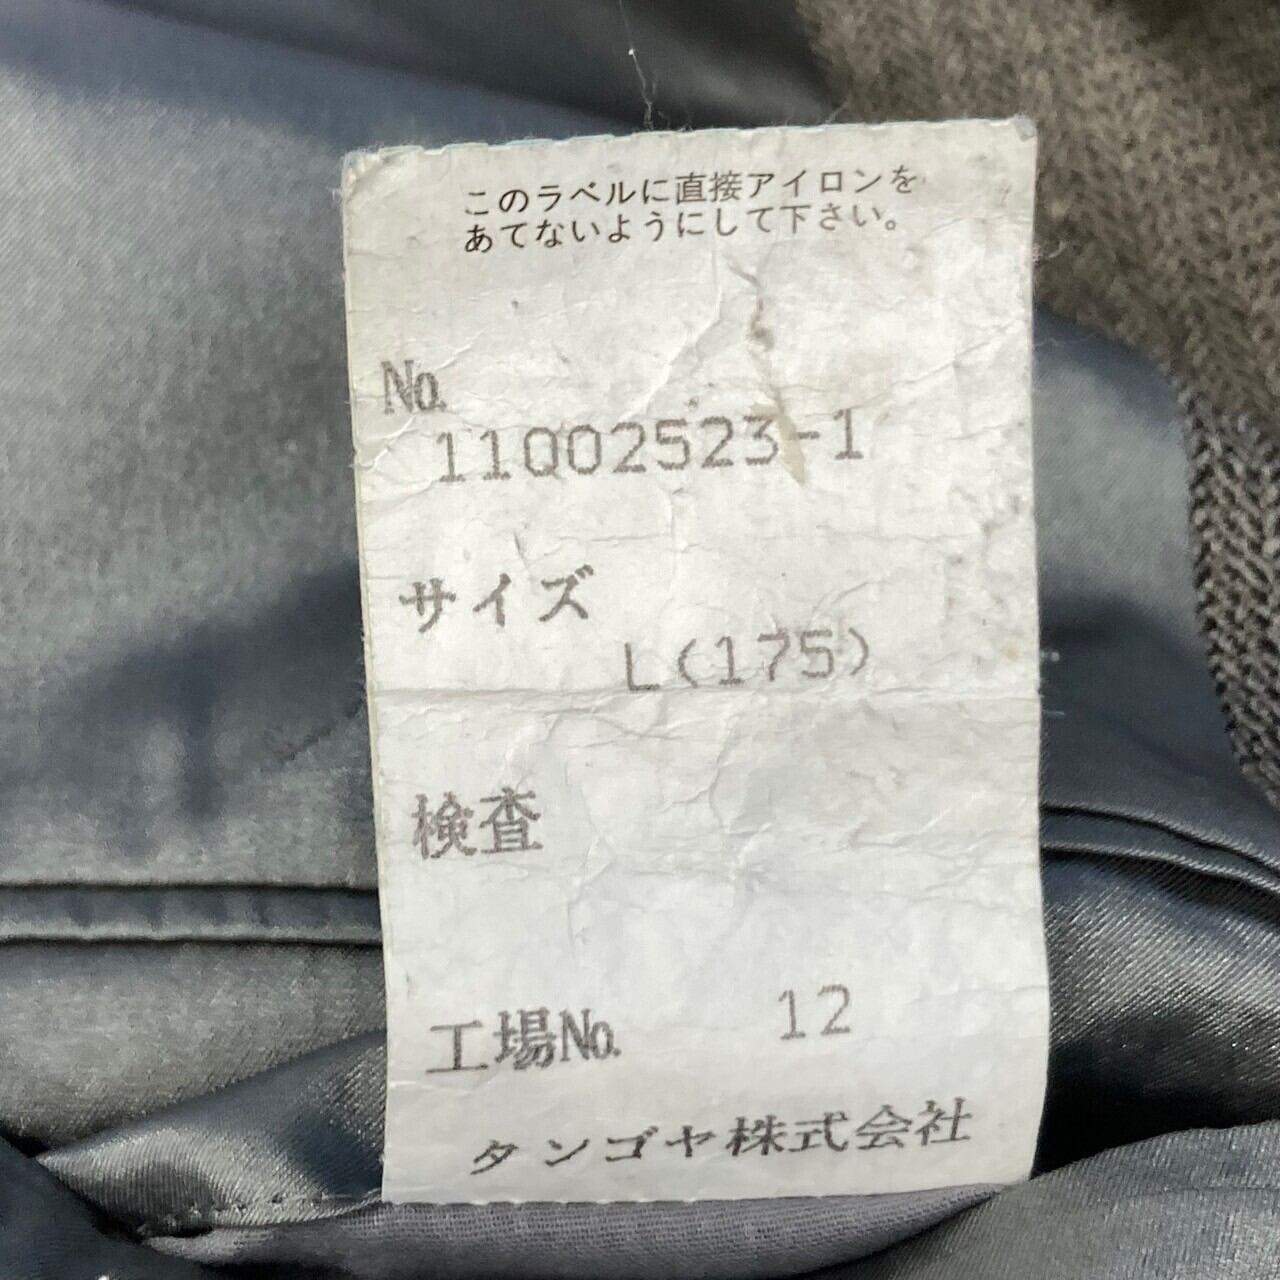 このラベルに直接アイロンを
あてないようにして下さい。
No.
11002523-1
サイズ
L(175)
検査
工場No. 12
タンゴヤ株式会社